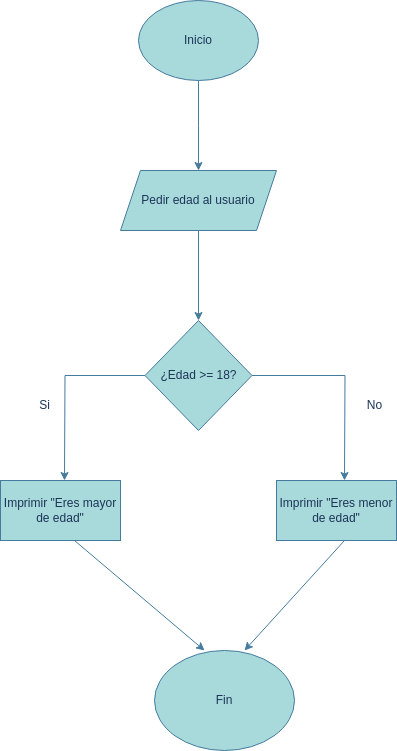 Inicio
Pedir edad al usuario
¿Edad >= 18?
Si
No
Imprimir "Eres mayor
de edad"
Imprimir "Eres menor
de edad"
Fin